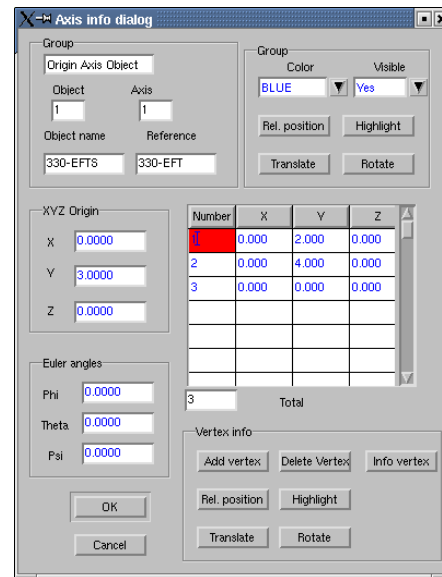 Axis info dialog
Group
Origin Axis Object
Object Axis
1 1
Object name Reference
330-EFTS 330-EFT
Group
Color Visible
BLUE Yes
Rel. position Highlight
Translate Rotate
XYZ Origin
X 0.0000
Y 3.0000
Z 0.0000
Number X Y Z
1 0.000 2.000 0.000
2 0.000 4.000 0.000
3 0.000 0.000 0.000
3 Total
Euler angles
Phi 0.0000
Theta 0.0000
Psi 0.0000
Vertex info
Add vertex Delete Vertex Info vertex
Rel. position Highlight
Translate Rotate
OK
Cancel